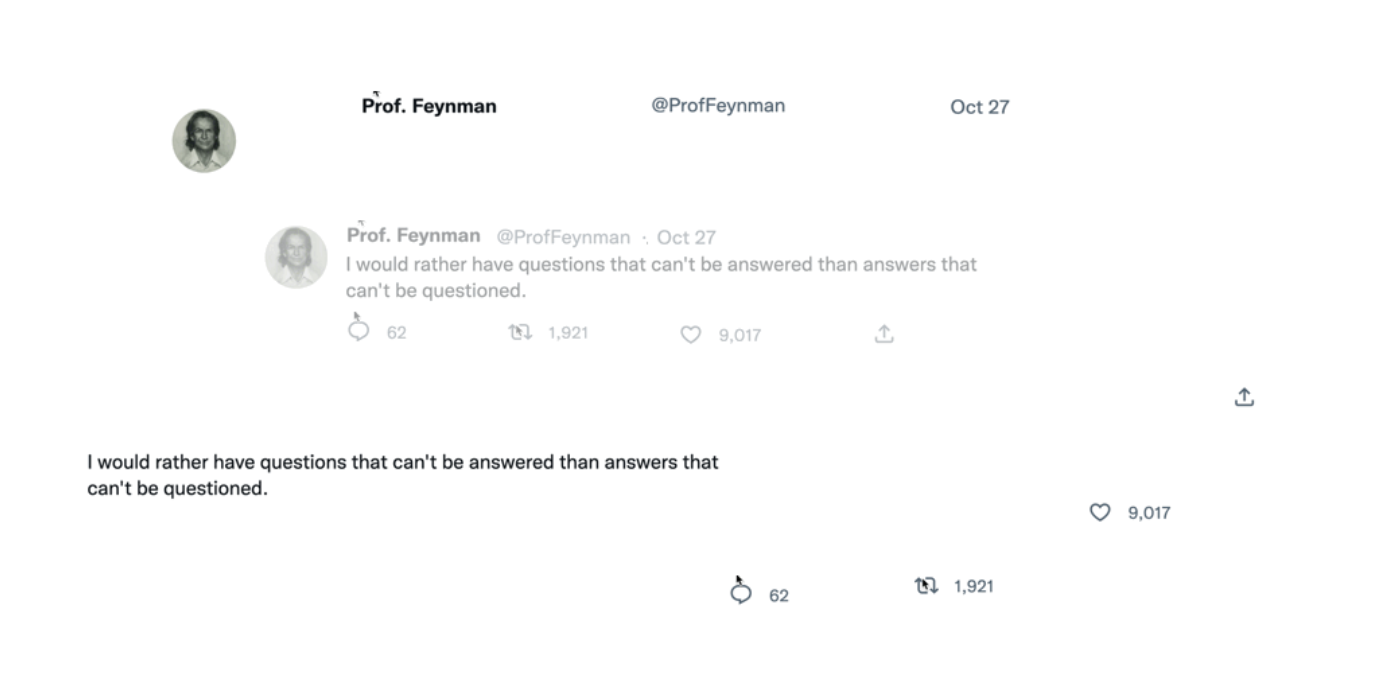 Prof. Feynman @ProfFeynman Oct 27
Prof. Feynman @ProfFeynman · Oct 27
I would rather have questions that can't be answered than answers that
can't be questioned.
62 1,921 9,017
I would rather have questions that can't be answered than answers that
can't be questioned.
9,017
62 1,921